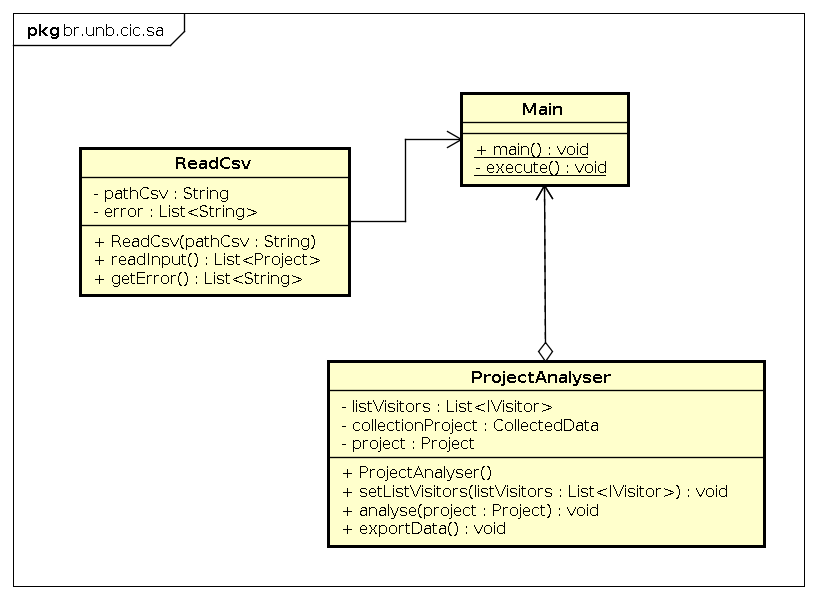 pkg br.unb.cic.sa
Main
+ main() : void
- execute() : void
ReadCsv
- pathCsv : String
- error : List<String>
+ ReadCsv(pathCsv : String)
+ readInput() : List<Project>
+ getError() : List<String>
ProjectAnalyser
- listVisitors : List<IVisitor>
- collectionProject : CollectedData
- project : Project
+ ProjectAnalyser()
+ setListVisitors(listVisitors : List<IVisitor>) : void
+ analyse(project : Project) : void
+ exportData() : void